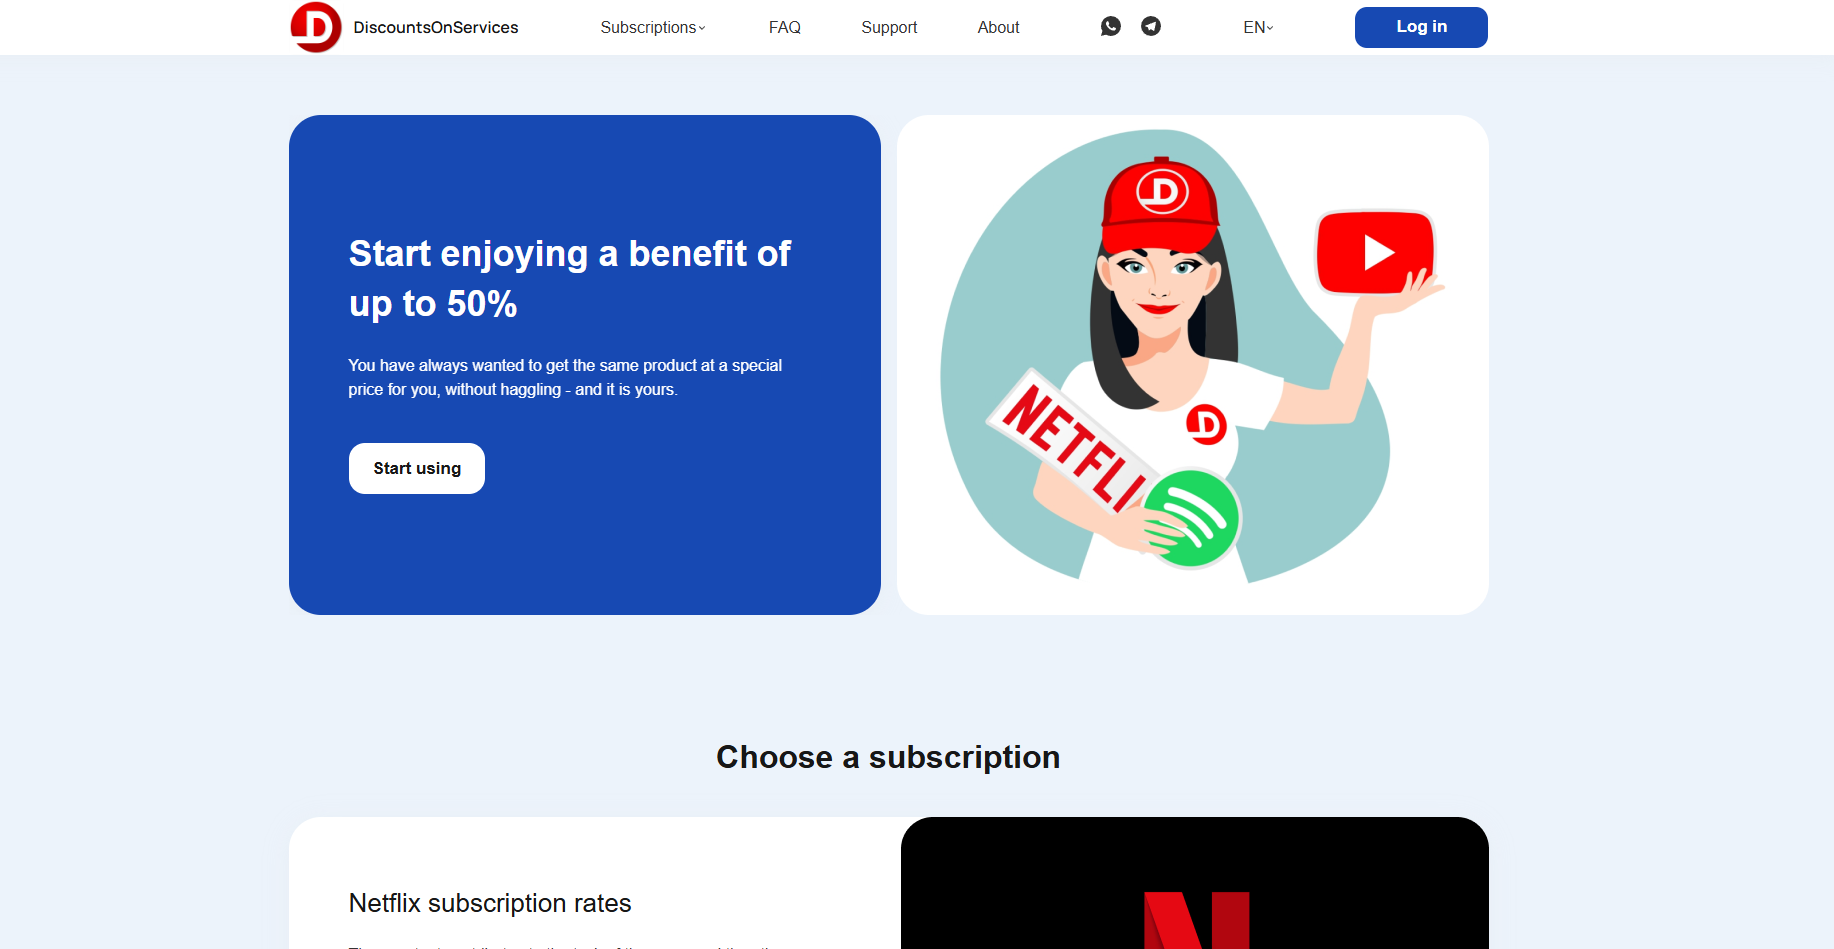 DiscountsOnServices
Subscriptions
FAQ
Support
About
EN
Log in
Start enjoying a benefit of
up to 50%
You have always wanted to get the same product at a special
price for you, without haggling - and it is yours.
Start using
D
D
D
NETFLI
Choose a subscription
Netflix subscription rates
N